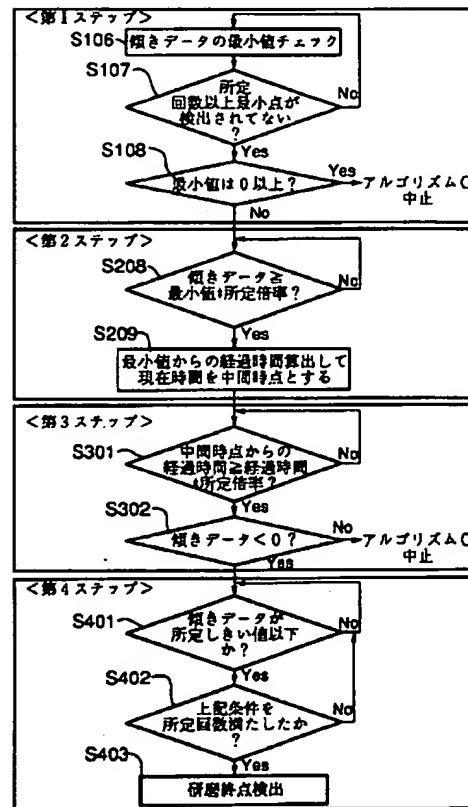 <第1ステップ>
S106
傾きデータの最小値チェック
S107
所定
回数以上最小点が
検出されてない
?
No
Yes
S108
最小値は0以上?
Yes
アルゴリズムC
中止
No
<第2ステップ>
S208
傾きデータ≧
最小値*所定倍率?
No
Yes
S209
最小値からの経過時間算出して
現在時間を中間時点とする
<第3ステップ>
S301
中間時点からの
経過時間≧経過時間
*所定倍率?
No
Yes
S302
傾きデータ<0?
No
アルゴリズムC
中止
Yes
<第4ステップ>
S401
傾きデータが
所定しきい値以下
か?
No
Yes
S402
上記条件を
所定回数満たしたか
?
No
Yes
S403
研磨終点検出